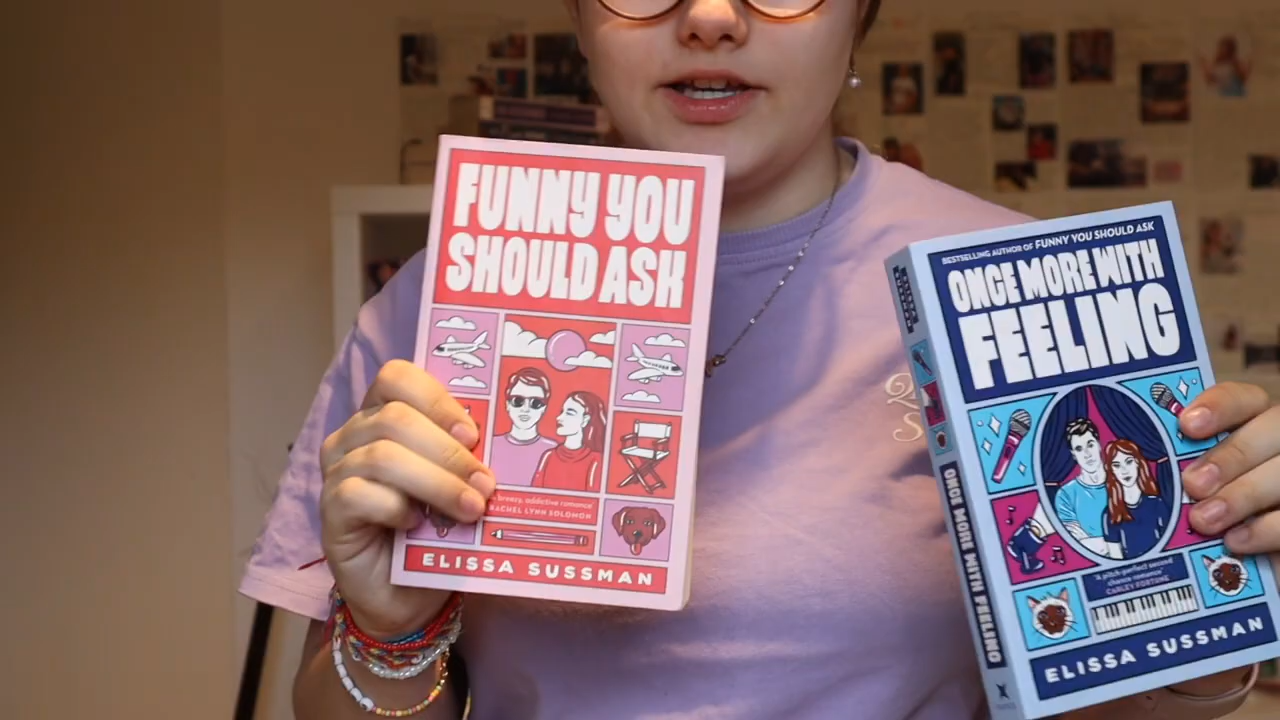 FUNNY YOU
SHOULD ASK
breezy, addictive romance'
RACHEL LYNN SOLOMON
ELISSA SUSSMAN
BESTSELLING AUTHOR OF FUNNY YOU SHOULD ASK
ONCE MORE WITH
FEELING
'A pitch-perfect second
chance romance'
CARLEY FORTUNE
ELISSA SUSSMAN
ONCE MORE WITH FEELING